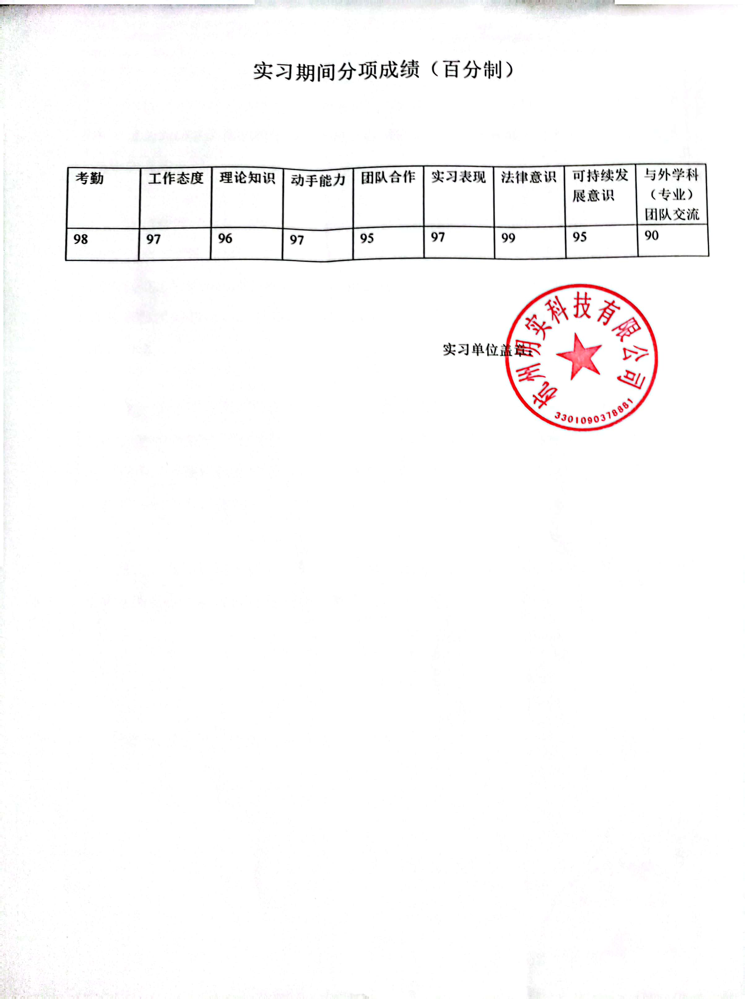 实习期间分项成绩（百分制）
考勤 工作态度 理论知识 动手能力 团队合作 实习表现 法律意识 可持续发展意识 与外学科（专业）团队交流
98 97 96 97 95 97 99 95 90
实习单位盖章：
杭州明实科技有限公司
3301090378881